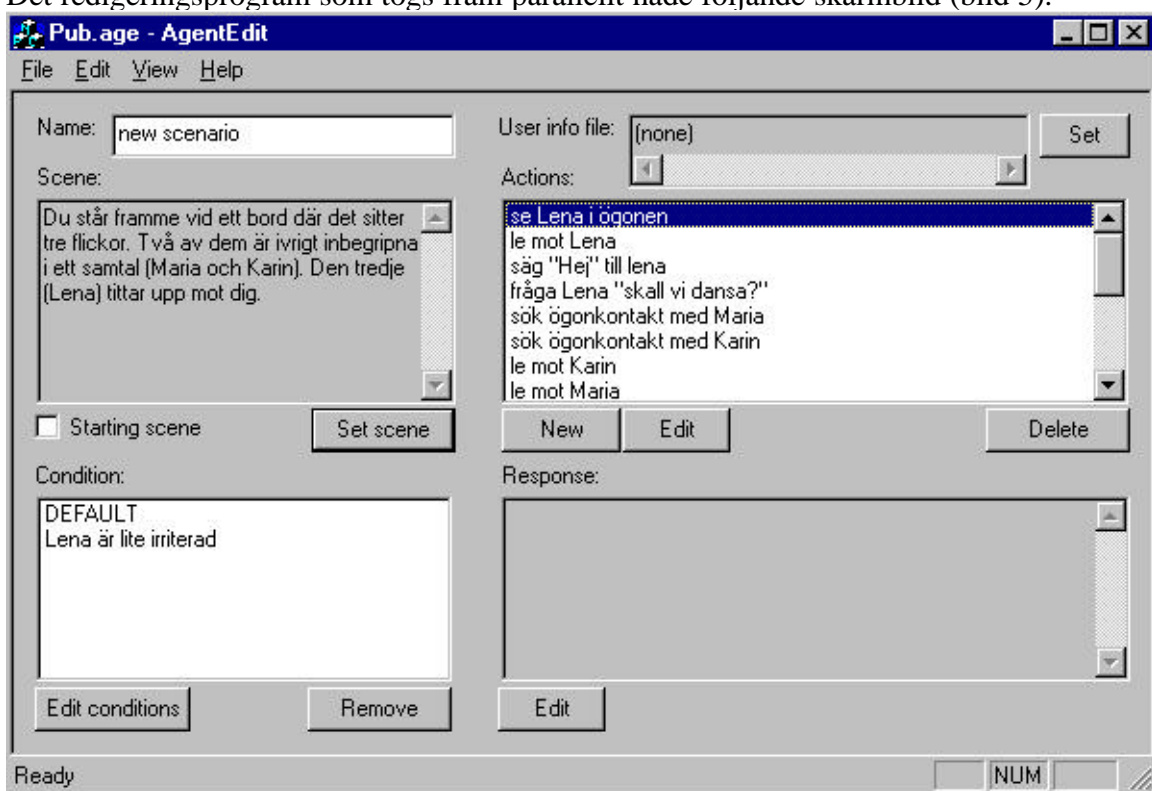 Det redigeringsprogram som togs fram parallellt hade följande skärmbild (bild 5):
Pub.age - AgentEdit
File Edit View Help
Name: new scenario
User info file: (none)
Set
Scene:
Du står framme vid ett bord där det sitter
tre flickor. Två av dem är ivrigt inbegripna
i ett samtal (Maria och Karin). Den tredje
(Lena) tittar upp mot dig.
Actions:
se Lena i ögonen
le mot Lena
säg "Hej" till lena
fråga Lena "skall vi dansa?"
sök ögonkontakt med Maria
sök ögonkontakt med Karin
le mot Karin
le mot Maria
Starting scene
Set scene
New
Edit
Delete
Condition:
DEFAULT
Lena är lite irriterad
Response:
Edit conditions
Remove
Edit
Ready
NUM